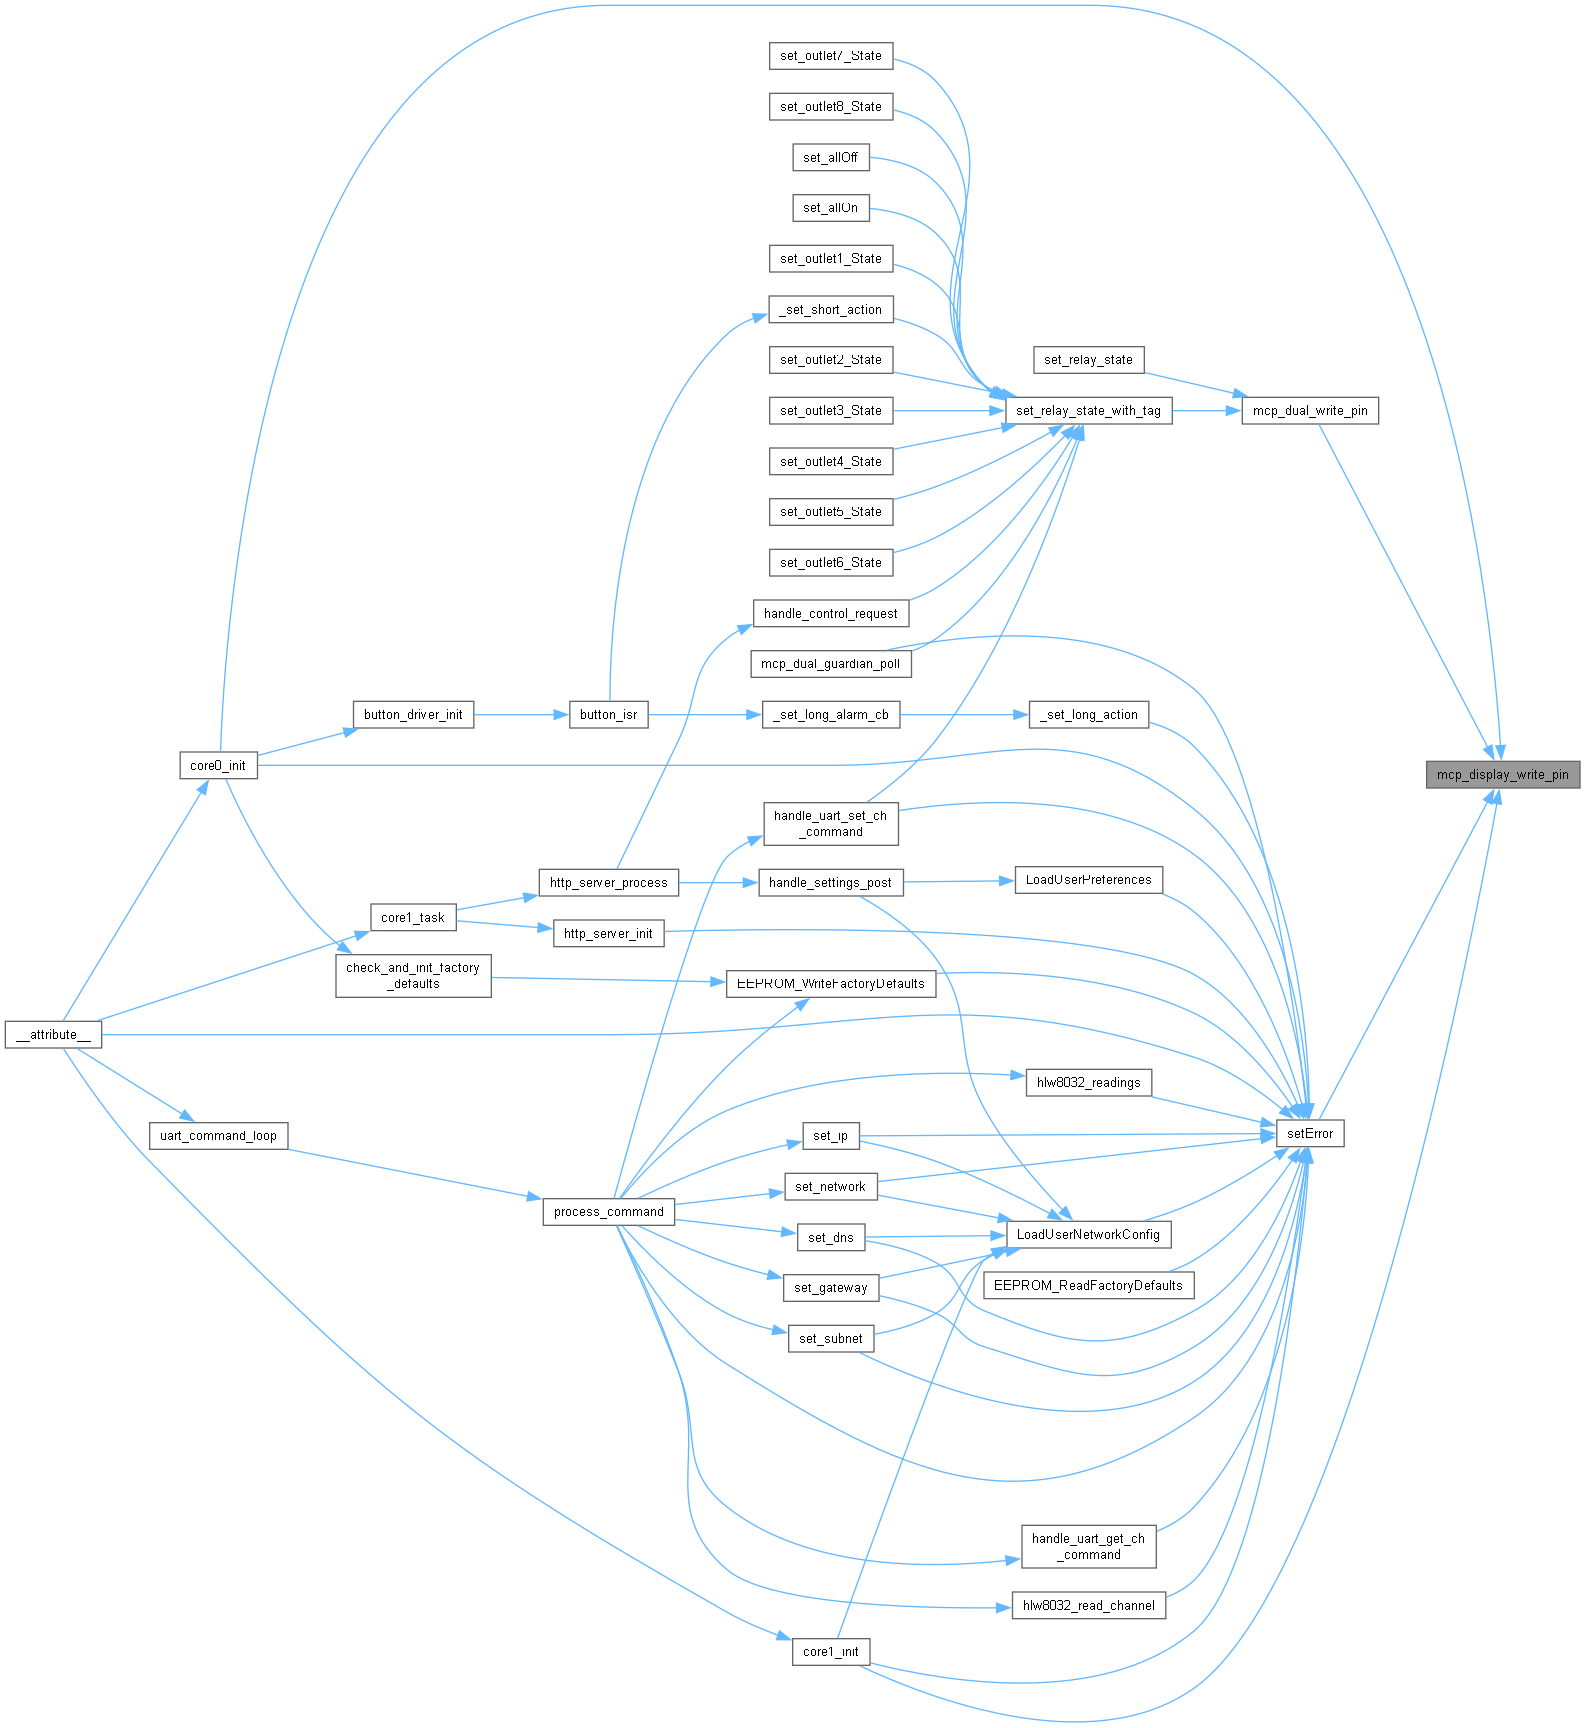 set_outlet7_State
set_outlet8_State
set_allOff
set_allOn
set_outlet1_State
_set_short_action
set_outlet2_State
set_relay_state
set_outlet3_State
set_relay_state_with_tag
mcp_dual_write_pin
set_outlet4_State
set_outlet5_State
set_outlet6_State
handle_control_request
mcp_dual_guardian_poll
button_driver_init
button_isr
_set_long_alarm_cb
_set_long_action
core0_init
mcp_display_write_pin
handle_uart_set_ch
_command
http_server_process
handle_settings_post
LoadUserPreferences
core1_task
http_server_init
check_and_init_factory
_defaults
EEPROM_WriteFactoryDefaults
__attribute__
hlw8032_readings
uart_command_loop
set_ip
setError
set_network
process_command
set_dns
LoadUserNetworkConfig
set_gateway
EEPROM_ReadFactoryDefaults
set_subnet
handle_uart_get_ch
_command
hlw8032_read_channel
core1_init